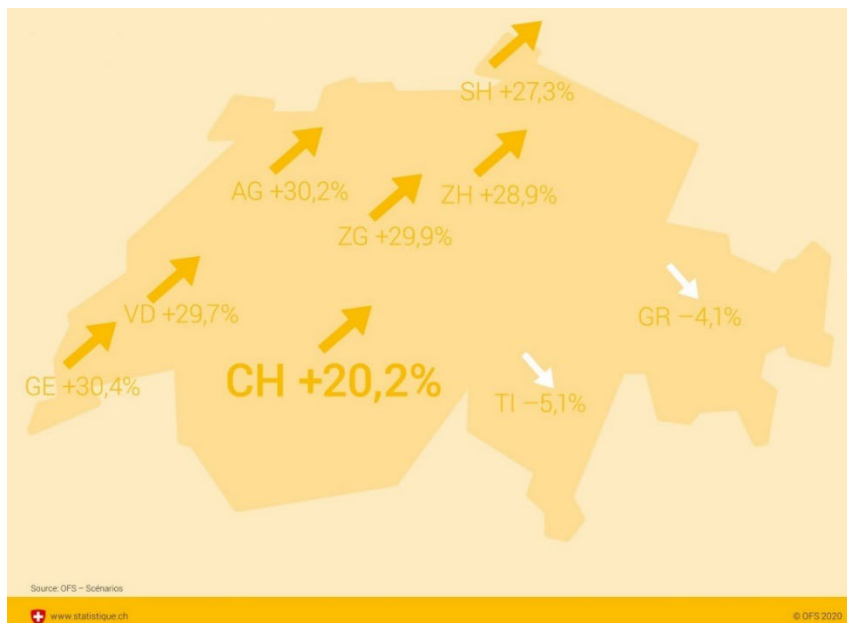 SH +27,3%
AG +30,2%
ZH +28,9%
ZG +29,9%
VD +29,7%
GR –4,1%
GE +30,4%
CH +20,2%
TI –5,1%
Source: OFS – Scénarios
www.statistique.ch
© OFS 2020